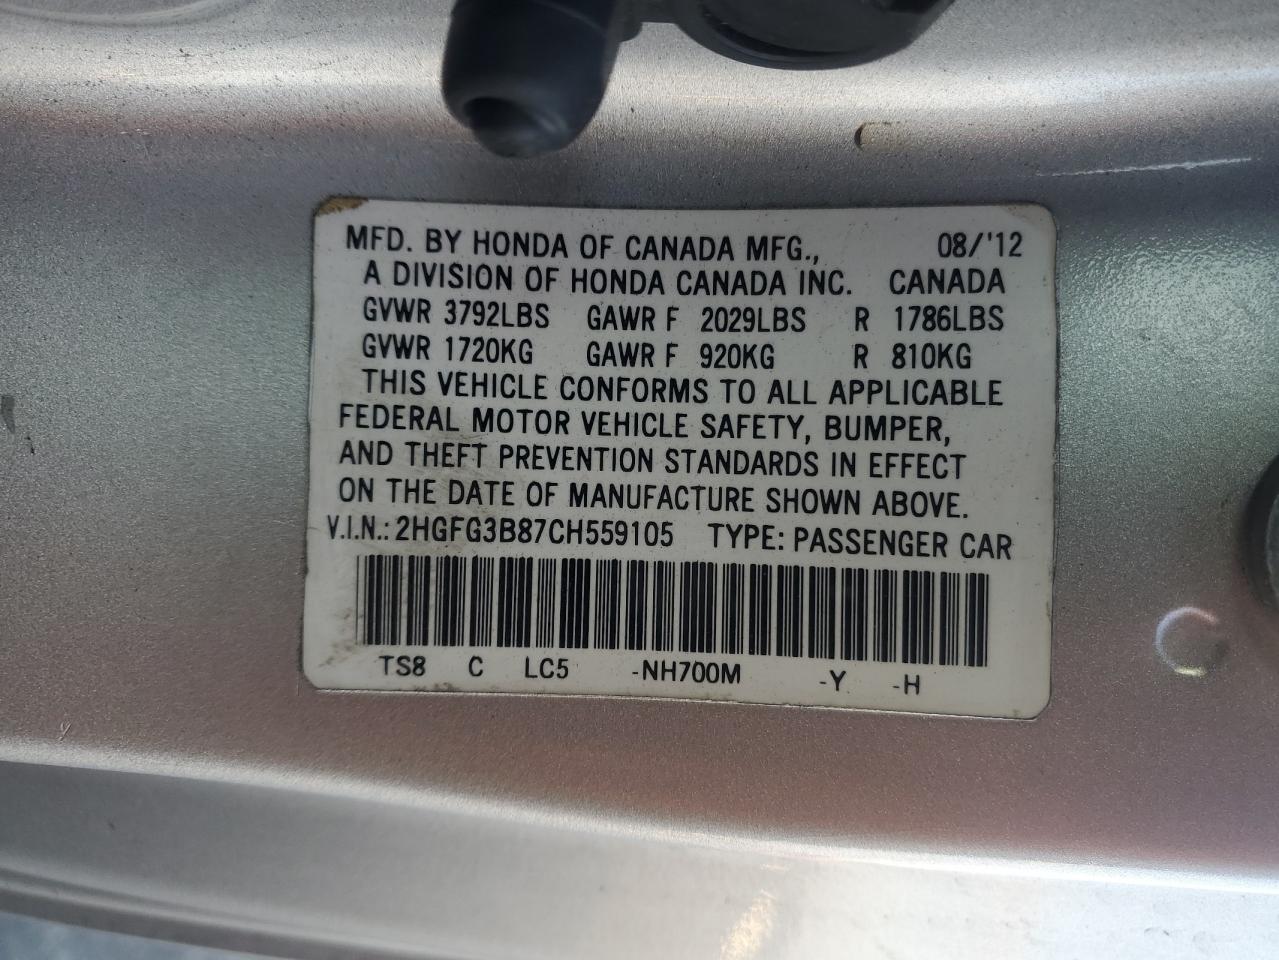 MFD. BY HONDA OF CANADA MFG., 08/'12
A DIVISION OF HONDA CANADA INC. CANADA
GVWR 3792LBS GAWR F 2029LBS R 1786LBS
GVWR 1720KG GAWR F 920KG R 810KG
THIS VEHICLE CONFORMS TO ALL APPLICABLE
FEDERAL MOTOR VEHICLE SAFETY, BUMPER,
AND THEFT PREVENTION STANDARDS IN EFFECT
ON THE DATE OF MANUFACTURE SHOWN ABOVE.
V.I.N.: 2HGFG3B87CH559105 TYPE: PASSENGER CAR
TS8 C LC5 -NH700M -Y -H